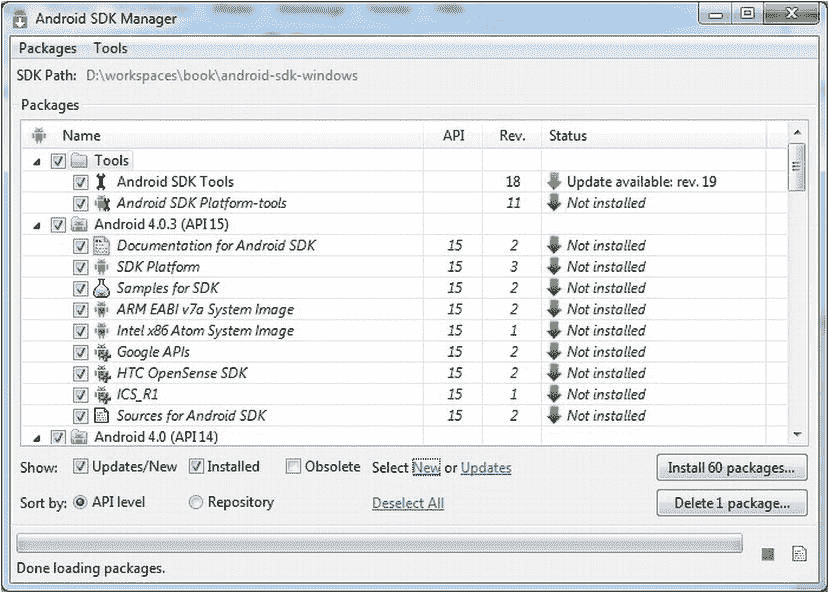 Android SDK Manager
Packages Tools
SDK Path: D:\workspaces\book\android-sdk-windows
Packages
Name API Rev. Status
Tools
Android SDK Tools 18 Update available: rev. 19
Android SDK Platform-tools 11 Not installed
Android 4.0.3 (API 15)
Documentation for Android SDK 15 2 Not installed
SDK Platform 15 3 Not installed
Samples for SDK 15 2 Not installed
ARM EABI v7a System Image 15 2 Not installed
Intel x86 Atom System Image 15 1 Not installed
Google APIs 15 2 Not installed
HTC OpenSense SDK 15 2 Not installed
ICS_R1 15 1 Not installed
Sources for Android SDK 15 2 Not installed
Android 4.0 (API 14)
Show: Updates/New Installed Obsolete Select New or Updates Install 60 packages...
Sort by: API level Repository Deselect All Delete 1 package...
Done loading packages.